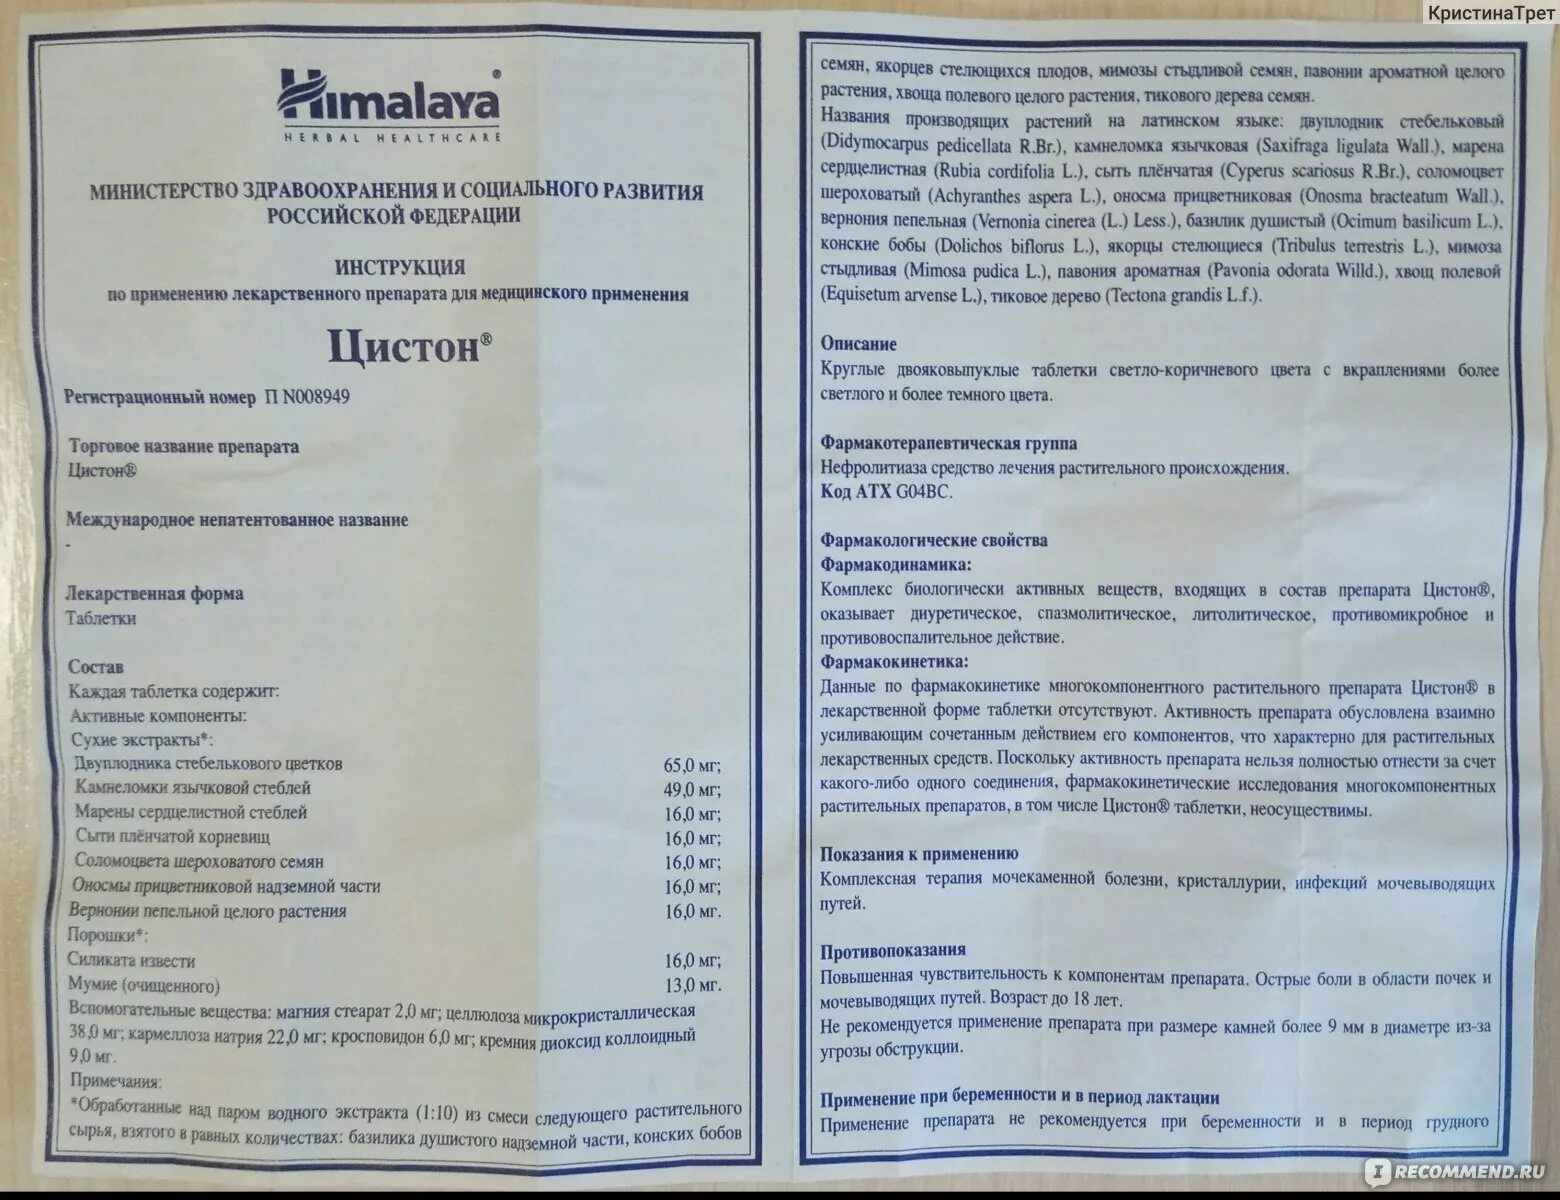 КристинаТрет
Himalaya®
HERBAL HEALTHCARE
МИНИСТЕРСТВО ЗДРАВООХРАНЕНИЯ И СОЦИАЛЬНОГО РАЗВИТИЯ
РОССИЙСКОЙ ФЕДЕРАЦИИ
ИНСТРУКЦИЯ
по применению лекарственного препарата для медицинского применения
Цистон®
Регистрационный номер П N008949
Торговое название препарата
Цистон®
Международное непатентованное название
-
Лекарственная форма
Таблетки
Состав
Каждая таблетка содержит:
Активные компоненты:
Сухие экстракты*:
Двуплодника стебелькового цветков 65,0 мг;
Камнеломки язычковой стеблей 49,0 мг;
Марены сердцелистной стеблей 16,0 мг;
Сыти плёнчатой корневищ 16,0 мг;
Соломоцвета шероховатого семян 16,0 мг;
Оносмы прицветниковой надземной части 16,0 мг;
Вернонии пепельной целого растения 16,0 мг.
Порошки*:
Силиката извести 16,0 мг;
Мумие (очищенного) 13,0 мг.
Вспомогательные вещества: магния стеарат 2,0 мг; целлюлоза микрокристаллическая
38,0 мг; кармеллоза натрия 22,0 мг; кросповидон 6,0 мг; кремния диоксид коллоидный
9,0 мг.
Примечания:
*Обработанные над паром водного экстракта (1:10) из смеси следующего растительного
сырья, взятого в равных количествах: базилика душистого надземной части, конских бобов
семян, якорцев стелющихся плодов, мимозы стыдливой семян, павонии ароматной целого
растения, хвоща полевого целого растения, тикового дерева семян.
Названия производящих растений на латинском языке: двуплодник стебельковый
(Didymocarpus pedicellata R.Br.), камнеломка язычковая (Saxifraga ligulata Wall.), марена
сердцелистная (Rubia cordifolia L.), сыть плёнчатая (Cyperus scariosus R.Br.), соломоцвет
шероховатый (Achyranthes aspera L.), оносма прицветниковая (Onosma bracteatum Wall.),
вернония пепельная (Vernonia cinerea (L.) Less.), базилик душистый (Ocimum basilicum L.),
конские бобы (Dolichos biflorus L.), якорцы стелющиеся (Tribulus terrestris L.), мимоза
стыдливая (Mimosa pudica L.), павония ароматная (Pavonia odorata Willd.), хвощ полевой
(Equisetum arvense L.), тиковое дерево (Tectona grandis L.f.).
Описание
Круглые двояковыпуклые таблетки светло-коричневого цвета с вкраплениями более
светлого и более темного цвета.
Фармакотерапевтическая группа
Нефролитиаза средство лечения растительного происхождения.
Код АТХ G04BC.
Фармакологические свойства
Фармакодинамика:
Комплекс биологически активных веществ, входящих в состав препарата Цистон®,
оказывает диуретическое, спазмолитическое, литолитическое, противомикробное и
противовоспалительное действие.
Фармакокинетика:
Данные по фармакокинетике многокомпонентного растительного препарата Цистон® в
лекарственной форме таблетки отсутствуют. Активность препарата обусловлена взаимно
усиливающим сочетанным действием его компонентов, что характерно для растительных
лекарственных средств. Поскольку активность препарата нельзя полностью отнести за счет
какого-либо одного соединения, фармакокинетические исследования многокомпонентных
растительных препаратов, в том числе Цистон® таблетки, неосуществимы.
Показания к применению
Комплексная терапия мочекаменной болезни, кристаллурии, инфекций мочевыводящих
путей.
Противопоказания
Повышенная чувствительность к компонентам препарата. Острые боли в области почек и
мочевыводящих путей. Возраст до 18 лет.
Не рекомендуется применение препарата при размере камней более 9 мм в диаметре из-за
угрозы обструкции.
Применение при беременности и в период лактации
Применение препарата не рекомендуется при беременности и в период грудного
RECOMMEND.RU